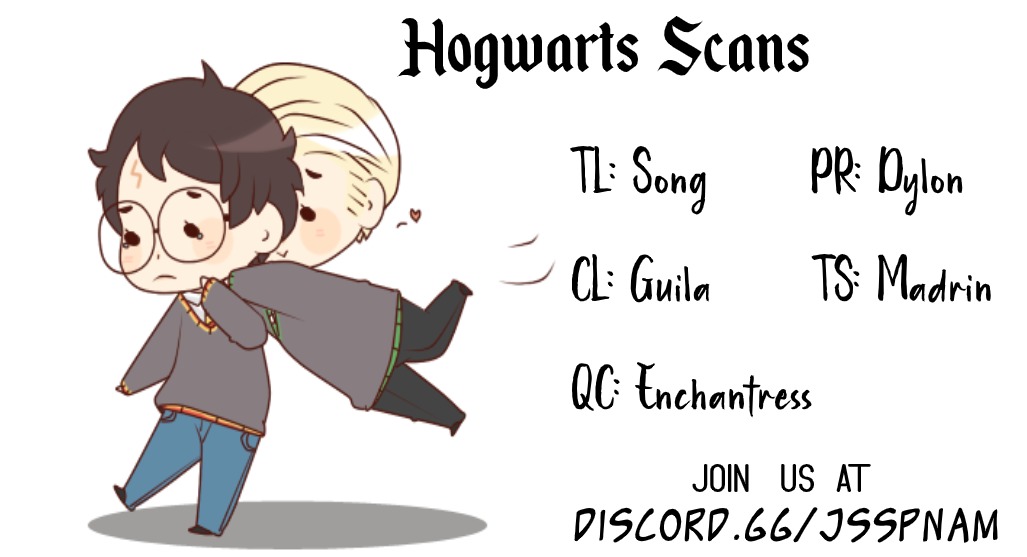 Hogwarts Scans
TL: Song PR: Dylon
CL: Guila TS: Madrin
QC: Enchantress
JOIN US AT
DISCORD.GG/JSSPNAM